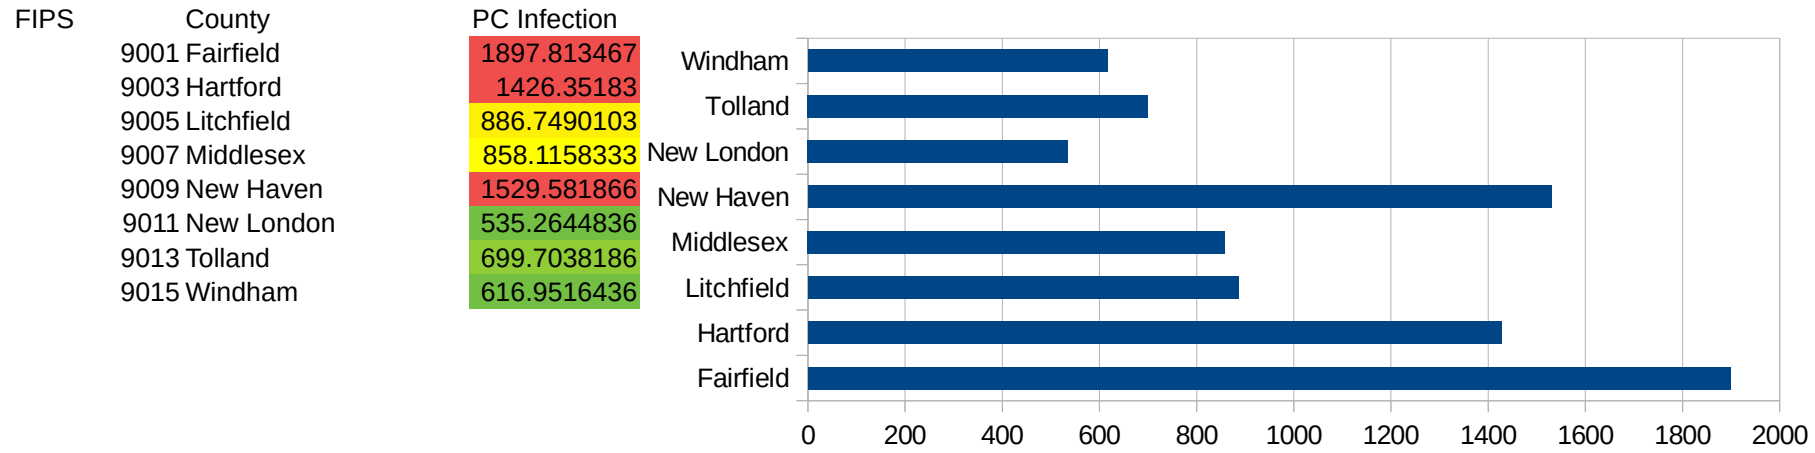 FIPS County PC Infection
9001 Fairfield 1897.813467
9003 Hartford 1426.35183
9005 Litchfield 886.7490103
9007 Middlesex 858.1158333
9009 New Haven 1529.581866
9011 New London 535.2644836
9013 Tolland 699.7038186
9015 Windham 616.9516436
Windham
Tolland
New London
New Haven
Middlesex
Litchfield
Hartford
Fairfield
0 200 400 600 800 1000 1200 1400 1600 1800 2000